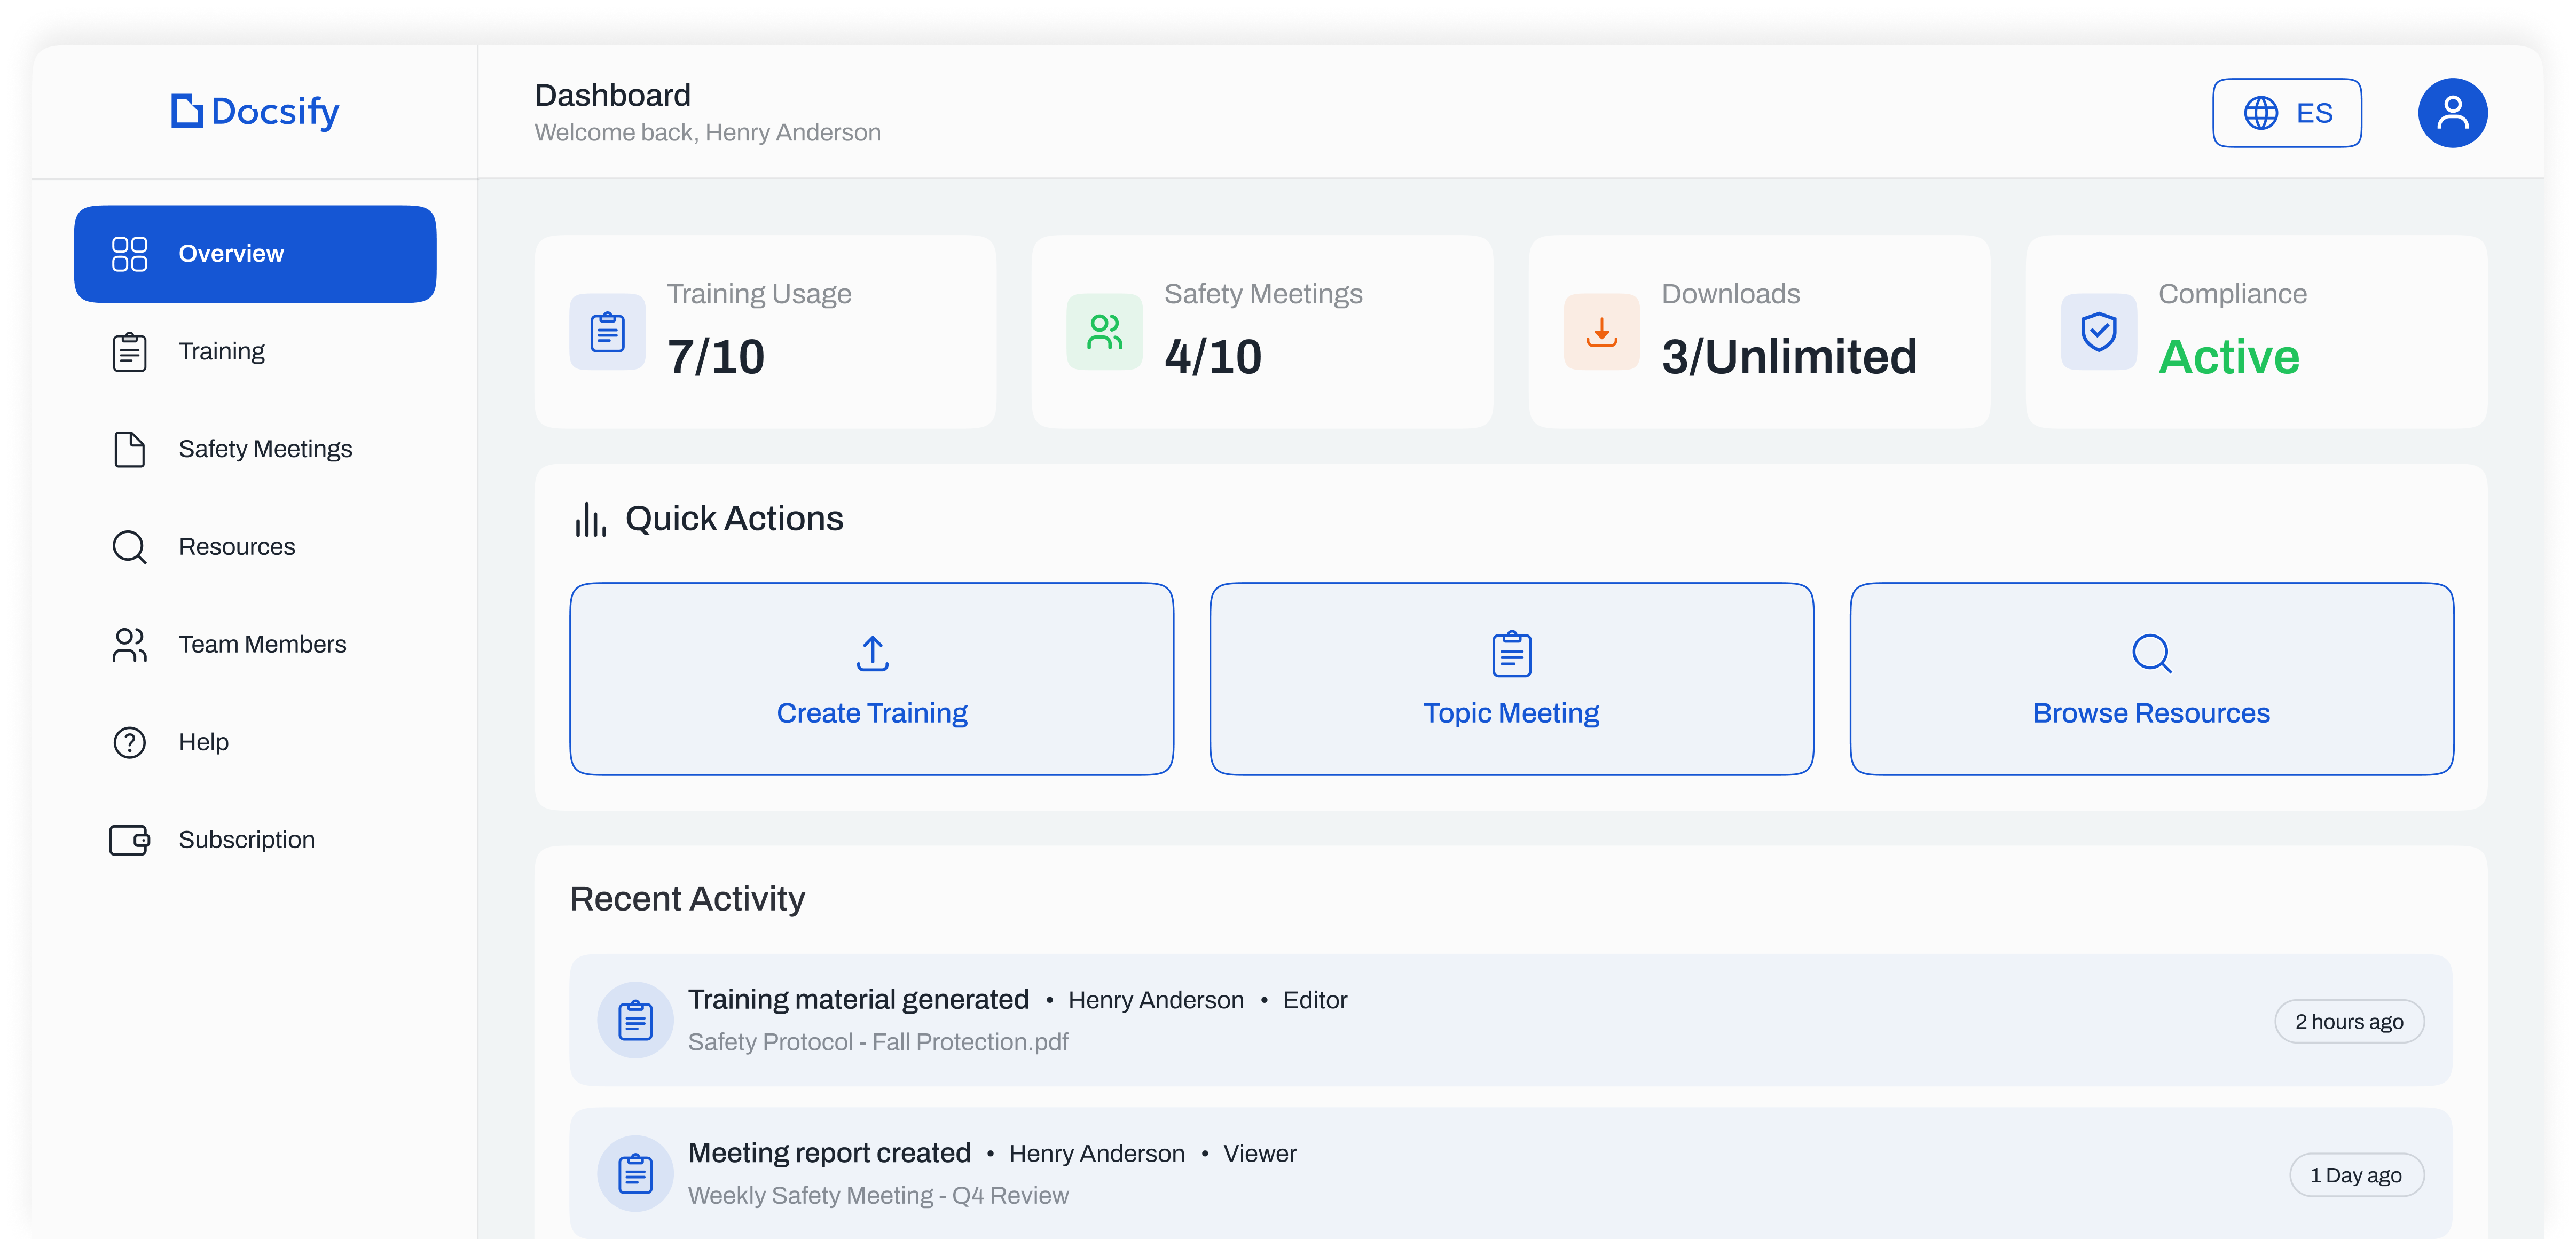 Docsify
Dashboard
Welcome back, Henry Anderson
ES
Overview
Training
Safety Meetings
Resources
Team Members
Help
Subscription
Training Usage
7/10
Safety Meetings
4/10
Downloads
3/Unlimited
Compliance
Active
Quick Actions
Create Training
Topic Meeting
Browse Resources
Recent Activity
Training material generated • Henry Anderson • Editor
Safety Protocol - Fall Protection.pdf
2 hours ago
Meeting report created • Henry Anderson • Viewer
Weekly Safety Meeting - Q4 Review
1 Day ago